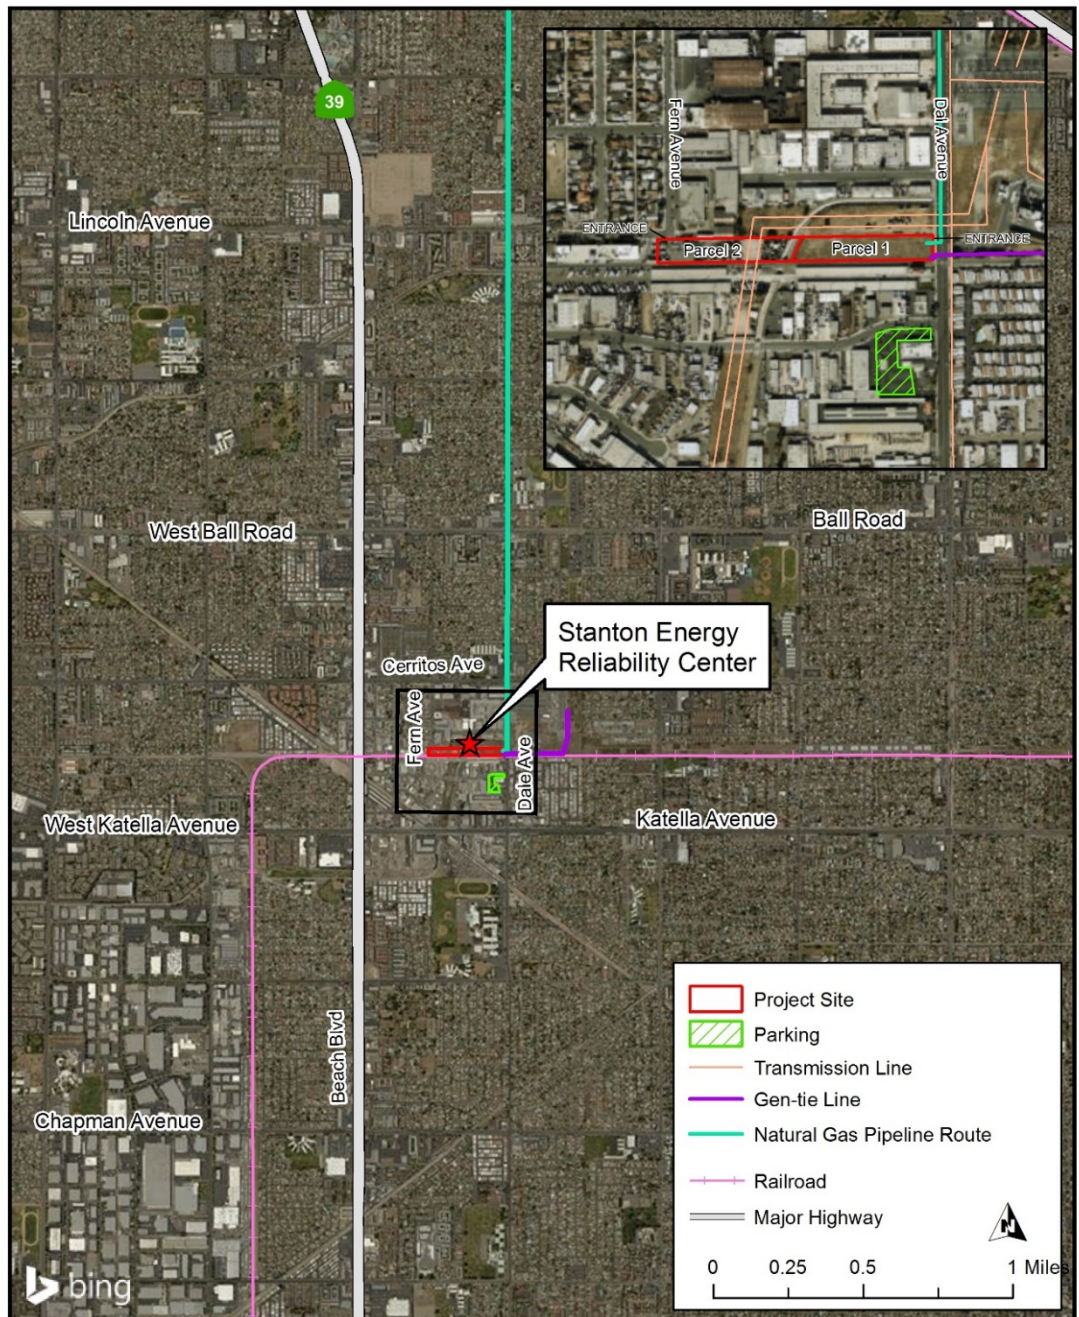 39
Lincoln Avenue
Fern Avenue
Dal Avenue
ENTRANCE
Parcel 2
Parcel 1
ENTRANCE
West Ball Road
Ball Road
Stanton Energy
Reliability Center
Cerritos Ave
Fern Ave
Dale Ave
West Katella Avenue
Katella Avenue
Beach Blvd
Chapman Avenue
Project Site
Parking
Transmission Line
Gen-tie Line
Natural Gas Pipeline Route
Railroad
Major Highway
N
0 0.25 0.5 1 Miles
bing